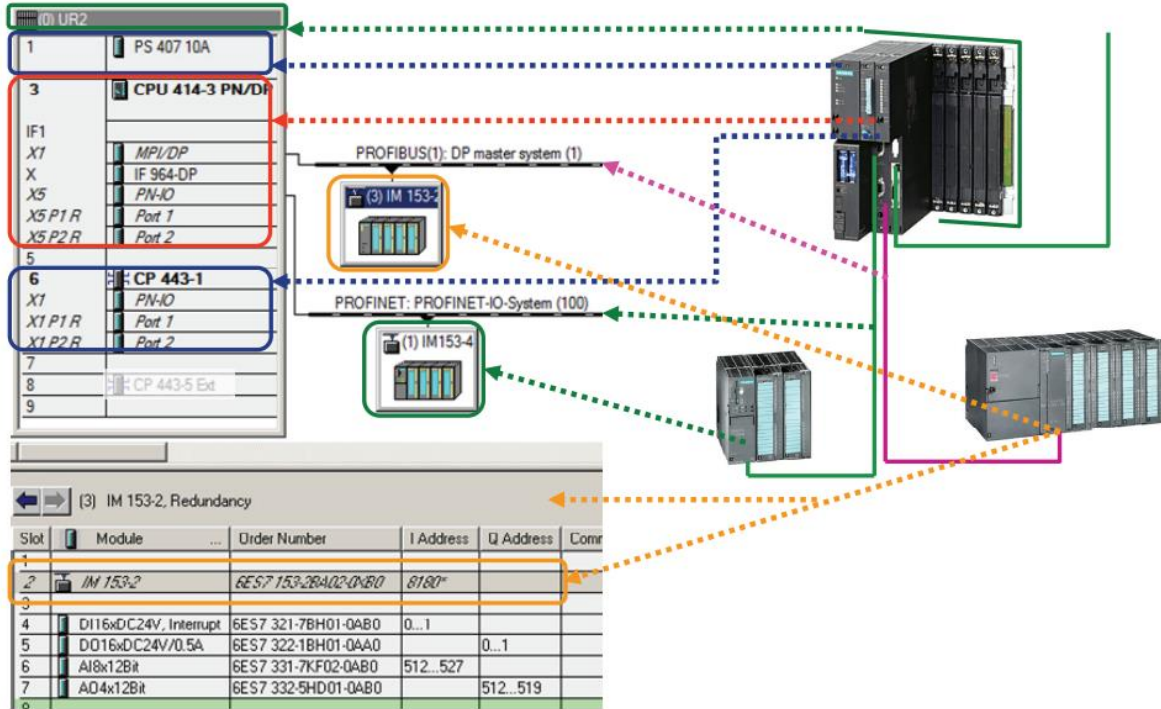 (0) UR2
1 PS 407 10A
3 CPU 414-3 PN/DP
IF1
X1 MPI/DP
X IF 964-DP
X5 PN-IO
X5 P1 R Port 1
X5 P2 R Port 2
5
6 CP 443-1
X1 PN-IO
X1 P1 R Port 1
X1 P2 R Port 2
7
8 CP 443-5 Ext
9
PROFIBUS(1): DP master system (1)
(3) IM 153-2
PROFINET: PROFINET-IO-System (100)
(1) IM153-4
(3) IM 153-2, Redundancy
Slot Module ... Order Number I Address Q Address Comm
1
2 IM 153-2 6ES7 153-2BA02-0XB0 8180*
3
4 DI16xDC24V, Interrupt 6ES7 321-7BH01-0AB0 0...1
5 DO16xDC24V/0.5A 6ES7 322-1BH01-0AA0 0...1
6 AI8x12Bit 6ES7 331-7KF02-0AB0 512...527
7 AO4x12Bit 6ES7 332-5HD01-0AB0 512...519
8